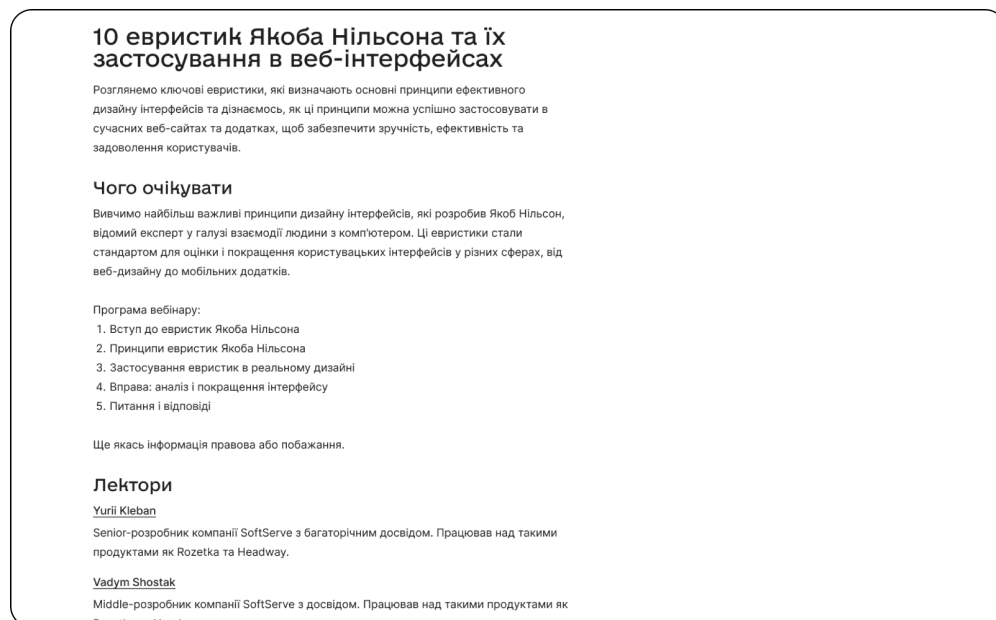 10 евристик Якоба Нільсона та їх
застосування в веб-інтерфейсах
Розглянемо ключові евристики, які визначають основні принципи ефективного
дизайну інтерфейсів та дізнаємось, як ці принципи можна успішно застосовувати в
сучасних веб-сайтах та додатках, щоб забезпечити зручність, ефективність та
задоволення користувачів.
Чого очікувати
Вивчимо найбільш важливі принципи дизайну інтерфейсів, які розробив Якоб Нільсон,
відомий експерт у галузі взаємодії людини з комп'ютером. Ці евристики стали
стандартом для оцінки і покращення користувацьких інтерфейсів у різних сферах, від
веб-дизайну до мобільних додатків.
Програма вебінару:
1. Вступ до евристик Якоба Нільсона
2. Принципи евристик Якоба Нільсона
3. Застосування евристик в реальному дизайні
4. Вправа: аналіз і покращення інтерфейсу
5. Питання і відповіді
Ще якась інформація правова або побажання.
Лектори
Yurii Kleban
Senior-розробник компанії SoftServe з багаторічним досвідом. Працював над такими
продуктами як Rozetka та Headway.
Vadym Shostak
Middle-розробник компанії SoftServe з досвідом. Працював над такими продуктами як